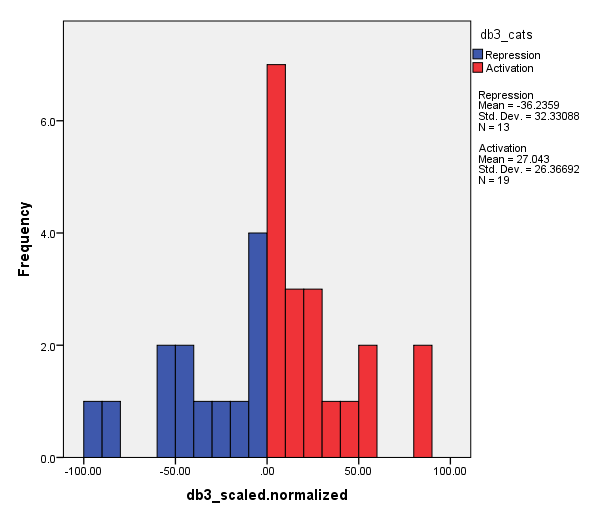 db3_cats
Repression
Activation
Repression
Mean = -36.2359
Std. Dev. = 32.33088
N = 13
Activation
Mean = 27.043
Std. Dev. = 26.36692
N = 19
Frequency
6.0
4.0
2.0
0.0
-100.00 -50.00 .00 50.00 100.00
db3_scaled.normalized